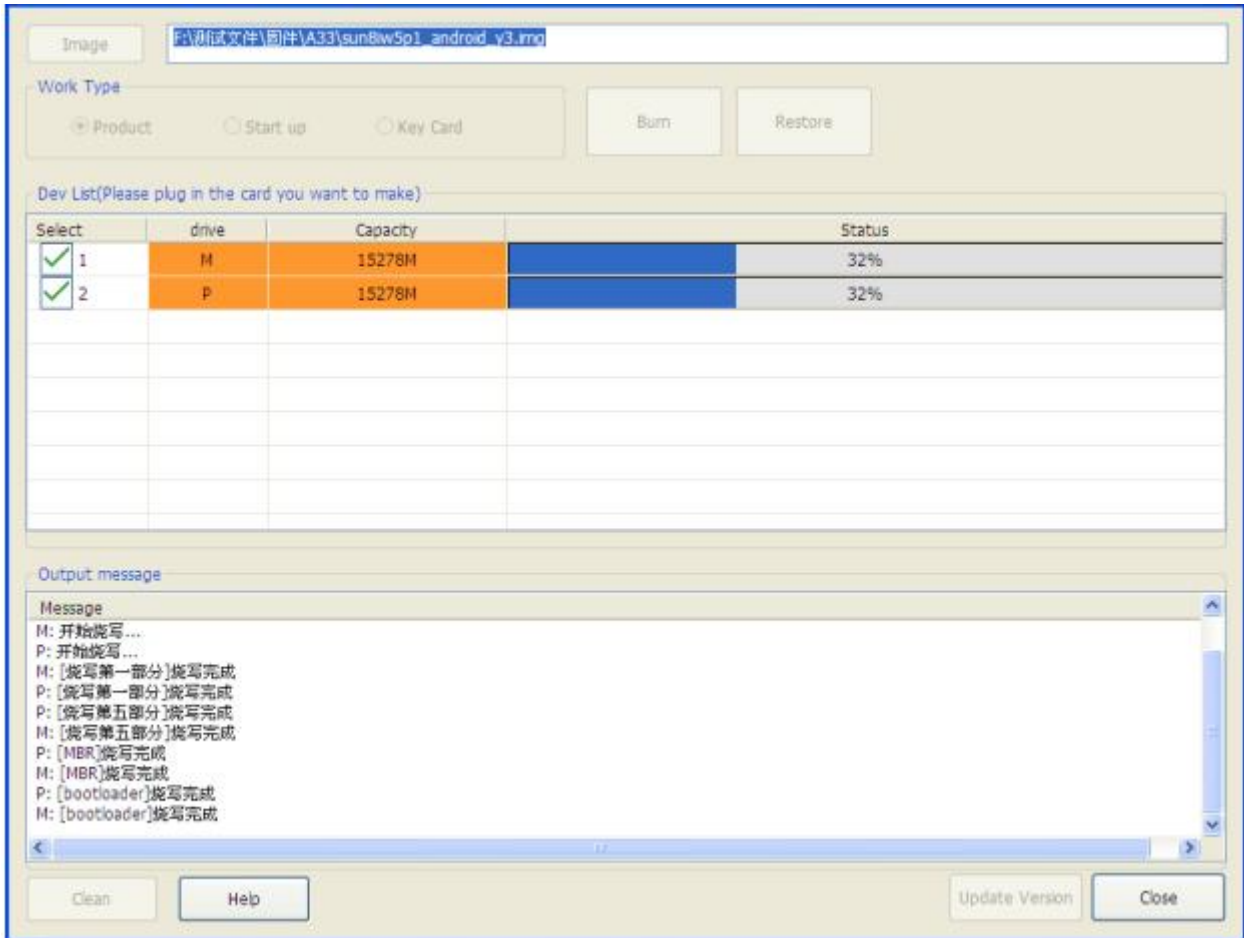 Image
F:\测试文件\固件\A33\sun8iw5p1_android_y3.img
Work Type
Product
Start up
Key Card
Burn
Restore
Dev List(Please plug in the card you want to make)
Select drive Capacity Status
1 M 15278M 32%
2 P 15278M 32%
Output message
Message
M: 开始烧写...
P: 开始烧写...
M: [烧写第一部分]烧写完成
P: [烧写第一部分]烧写完成
P: [烧写第五部分]烧写完成
M: [烧写第五部分]烧写完成
P: [MBR]烧写完成
M: [MBR]烧写完成
P: [bootloader]烧写完成
M: [bootloader]烧写完成
Clean
Help
Update Version
Close